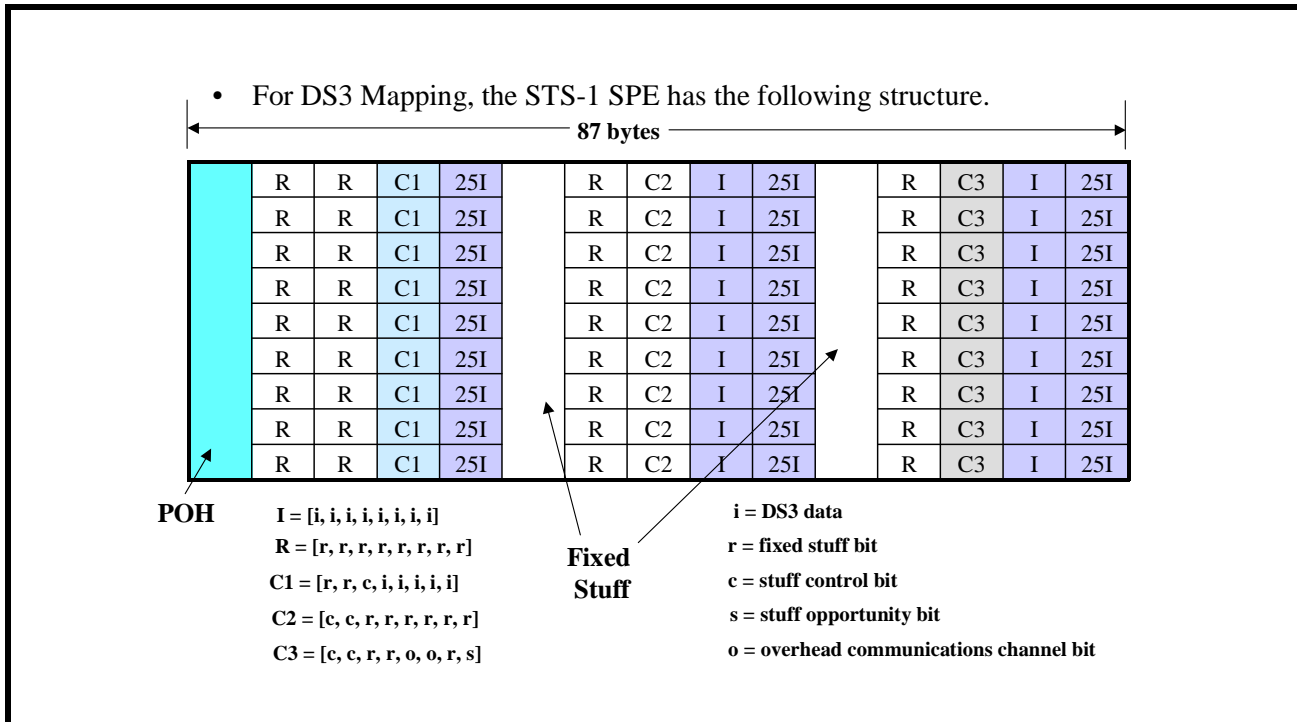 • For DS3 Mapping, the STS-1 SPE has the following structure.
87 bytes
R R C1 25I R C2 I 25I R C3 I 25I
R R C1 25I R C2 I 25I R C3 I 25I
R R C1 25I R C2 I 25I R C3 I 25I
R R C1 25I R C2 I 25I R C3 I 25I
R R C1 25I R C2 I 25I R C3 I 25I
R R C1 25I R C2 I 25I R C3 I 25I
R R C1 25I R C2 I 25I R C3 I 25I
R R C1 25I R C2 I 25I R C3 I 25I
R R C1 25I R C2 I 25I R C3 I 25I
POH
I = [i, i, i, i, i, i, i, i]
R = [r, r, r, r, r, r, r, r]
C1 = [r, r, c, i, i, i, i, i]
C2 = [c, c, r, r, r, r, r, r]
C3 = [c, c, r, r, o, o, r, s]
Fixed
Stuff
i = DS3 data
r = fixed stuff bit
c = stuff control bit
s = stuff opportunity bit
o = overhead communications channel bit